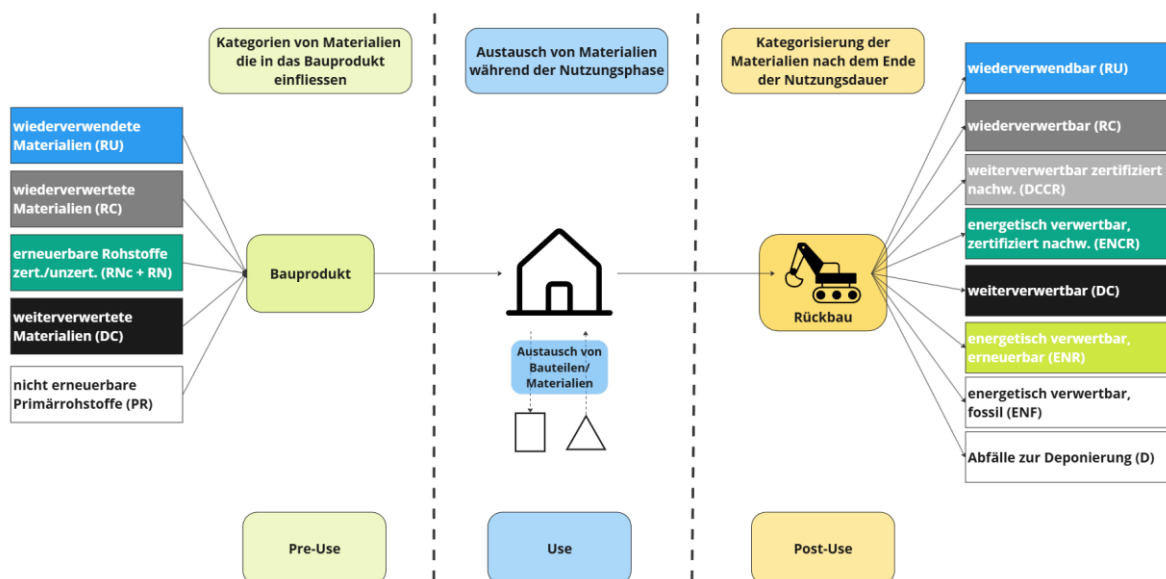 Kategorien von Materialien
die in das Bauprodukt
einfliessen
Austausch von Materialien
während der Nutzungsphase
Kategorisierung der
Materialien nach dem Ende
der Nutzungsdauer
wiederverwendete
Materialien (RU)
wiederverwertete
Materialien (RC)
erneuerbare Rohstoffe
zert./unzert. (RNc + RN)
weiterverwertete
Materialien (DC)
nicht erneuerbare
Primärrohstoffe (PR)
Bauprodukt
Austausch von
Bauteilen/
Materialien
Rückbau
wiederverwendbar (RU)
wiederverwertbar (RC)
weiterverwertbar zertifiziert
nachw. (DCCR)
energetisch verwertbar,
zertifiziert nachw. (ENCR)
weiterverwertbar (DC)
energetisch verwertbar,
erneuerbar (ENR)
energetisch verwertbar,
fossil (ENF)
Abfälle zur Deponierung (D)
Pre-Use
Use
Post-Use